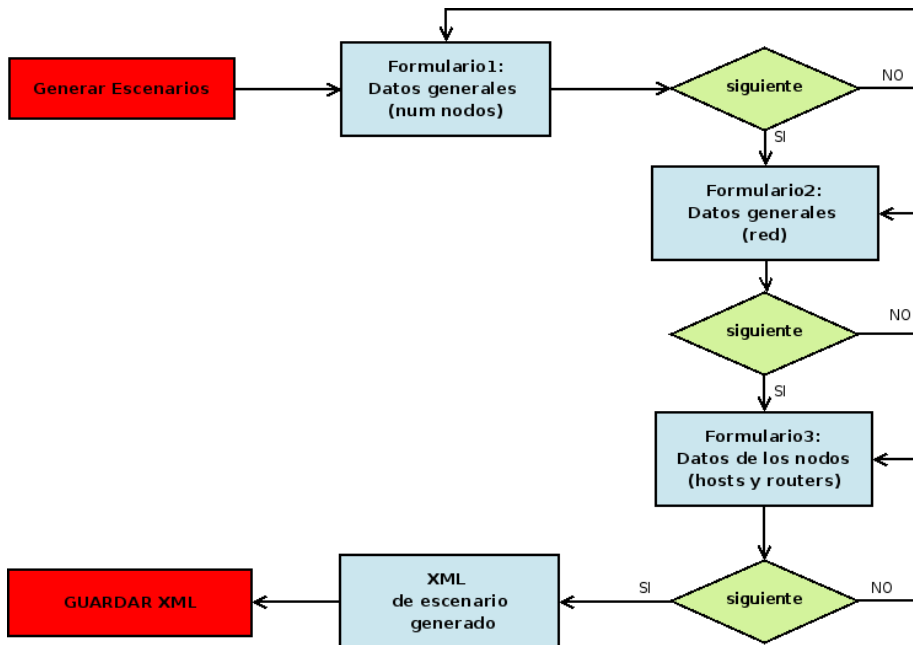 Generar Escenarios
Formulario1:
Datos generales
(num nodos)
siguiente
NO
SI
Formulario2:
Datos generales
(red)
siguiente
NO
SI
Formulario3:
Datos de los nodos
(hosts y routers)
siguiente
NO
SI
XML
de escenario
generado
GUARDAR XML